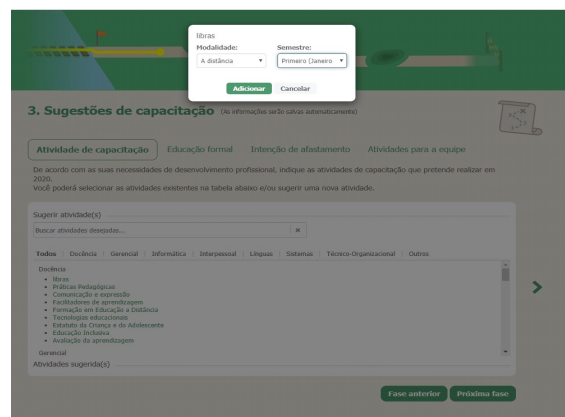 libras
Modalidade: Semestre:
A distância Primeiro (Janeiro
Adicionar Cancelar
3. Sugestões de capacitação (As informações serão salvas automaticamente)
Atividade de capacitação Educação formal Intenção de afastamento Atividades para a equipe
De acordo com as suas necessidades de desenvolvimento profissional, indique as atividades de capacitação que pretende realizar em
2020.
Você poderá selecionar as atividades existentes na tabela abaixo e/ou sugerir uma nova atividade.
Sugerir atividade(s)
Buscar atividades desejadas...
Todos | Docência | Gerencial | Informática | Interpessoal | Línguas | Sistemas | Técnico-Organizacional | Outros
Docência
libras
Práticas Pedagógicas
Comunicação e expressão
Facilitadores de aprendizagem
Formação em Educação a Distância
Tecnologias educacionais
Estatuto da Criança e do Adolescente
Educação Inclusiva
Avaliação da aprendizagem
Gerencial
Atividades sugerida(s)
Fase anterior Próxima fase